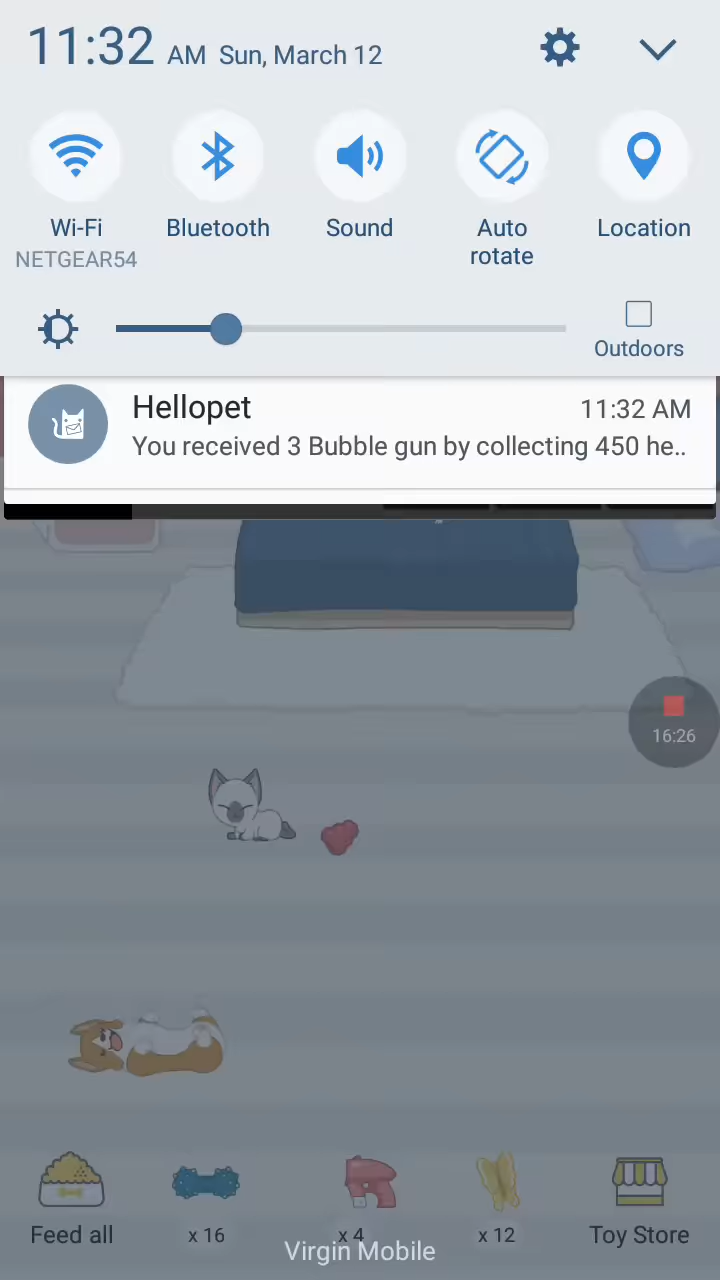 11:32 AM Sun, March 12
Wi-Fi Bluetooth Sound Auto rotate Location
NETGEAR54
Outdoors
Hellopet 11:32 AM
You received 3 Bubble gun by collecting 450 he..
16:26
Feed all x 16 x 4 x 12 Toy Store
Virgin Mobile